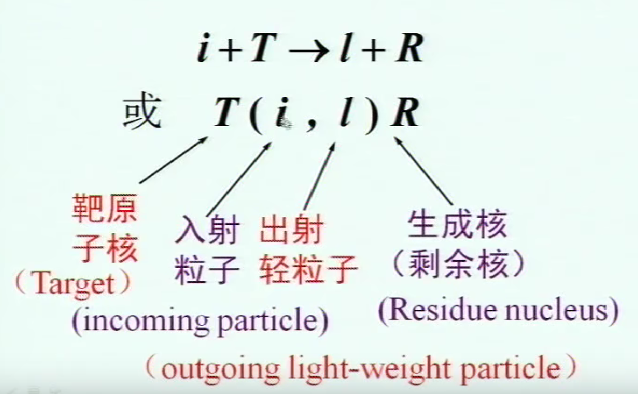 i + T → l + R
或 T ( i , l ) R
靶原
子核
（Target）
入射
粒子
(incoming particle)
出射
轻粒子
（outgoing light-weight particle）
生成核
（剩余核）
(Residue nucleus)